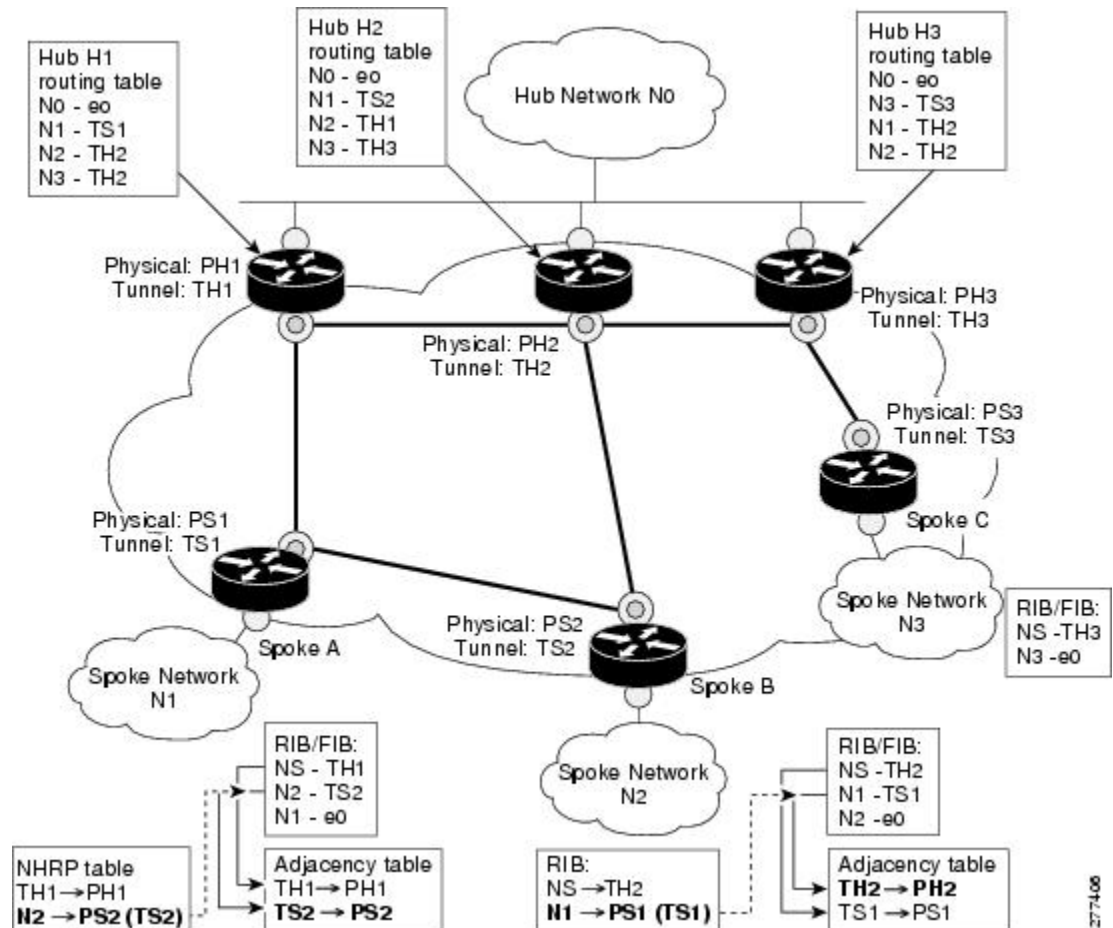 Hub H1
routing table
N0 - eo
N1 - TS1
N2 - TH2
N3 - TH2
Hub H2
routing table
N0 - eo
N1 - TS2
N2 - TH1
N3 - TH3
Hub Network N0
Hub H3
routing table
N0 - eo
N3 - TS3
N1 - TH2
N2 - TH2
Physical: PH1
Tunnel: TH1
Physical: PH2
Tunnel: TH2
Physical: PH3
Tunnel: TH3
Physical: PS3
Tunnel: TS3
Spoke C
Physical: PS1
Tunnel: TS1
Spoke A
Spoke Network
N1
Physical: PS2
Tunnel: TS2
Spoke B
Spoke Network
N2
Spoke Network
N3
RIB/FIB:
NS -TH3
N3 -e0
RIB/FIB:
NS - TH1
N2 - TS2
N1 - e0
NHRP table
TH1→PH1
N2 →PS2 (TS2)
Adjacency table
TH1→PH1
TS2 → PS2
RIB:
NS →TH2
N1 →PS1 (TS1)
RIB/FIB:
NS -TH2
N1 -TS1
N2 -e0
Adjacency table
TH2→ PH2
TS1→PS1
277406